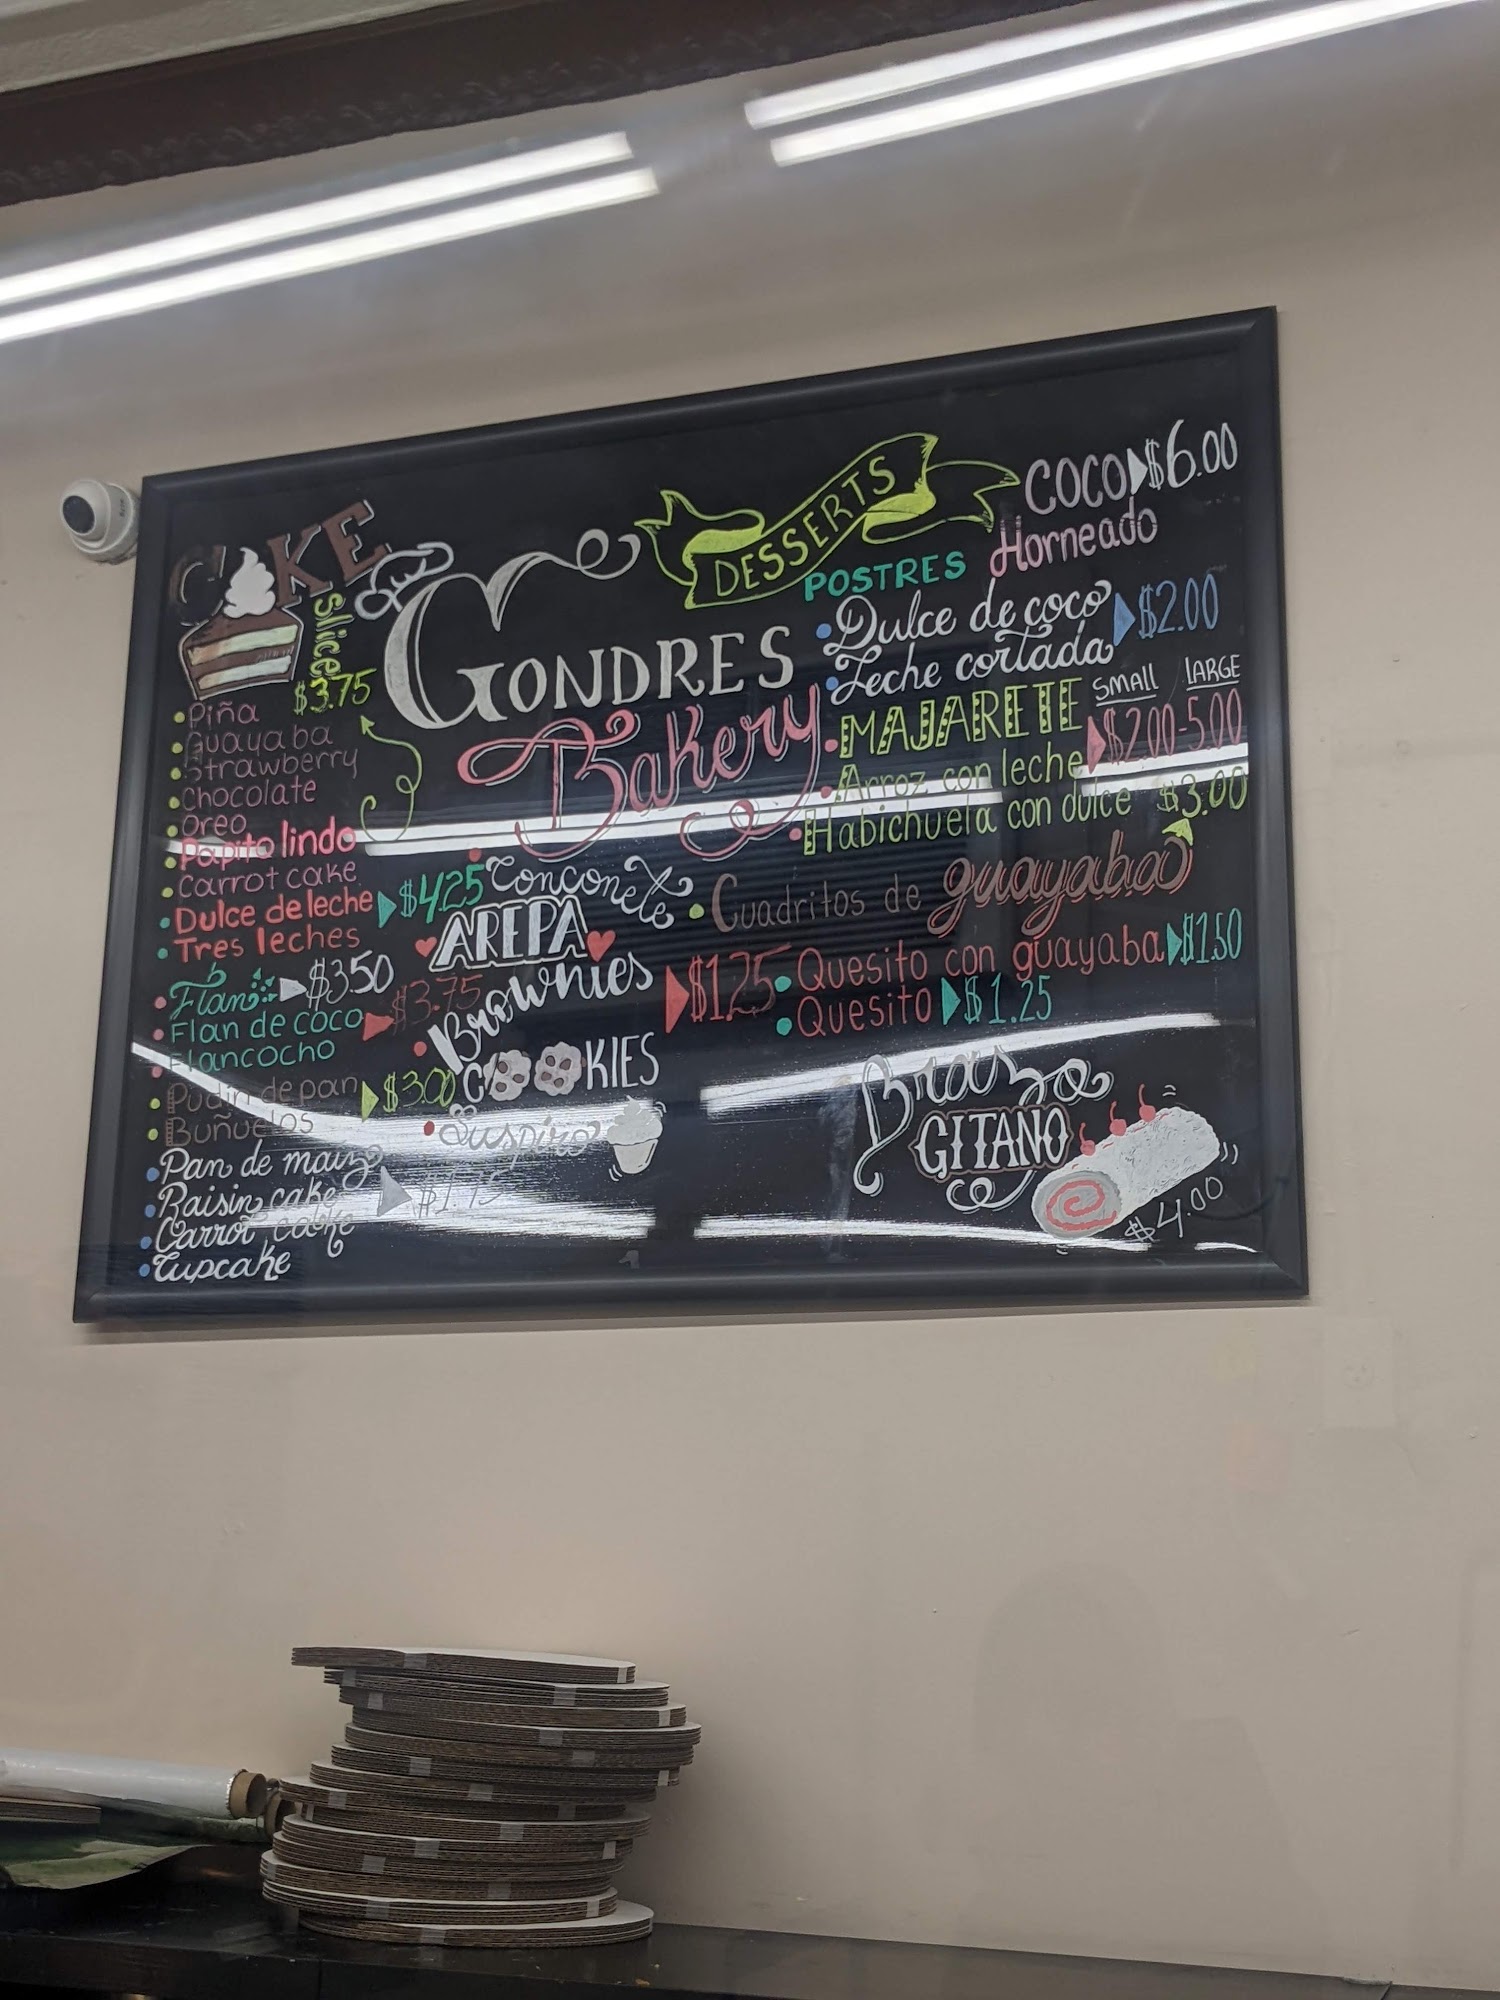 CAKE
Slice
$3.75
Piña
Guayaba
Strawberry
Chocolate
Oreo
Papito lindo
Carrot cake
Dulce de leche $4.25
Tres leches
Flan $3.50
Flan de coco $3.75
Flancocho
Pudin de pan $3.00
Buñuelos
Pan de maiz
Raisin cake $1.75
Carrot cake
Cupcake
GONDRES
Bakery
Conconete
AREPA
Brownies $1.25
COOKIES
Suspiro
DESSERTS
POSTRES
COCO $6.00
Horneado
Dulce de coco $2.00
Leche cortada
SMALL LARGE
MAJARETE $2.00-5.00
Arroz con leche
Habichuela con dulce $3.00
Cuadritos de guayaba
Quesito con guayaba $1.50
Quesito $1.25
Brazo
GITANO
$4.00